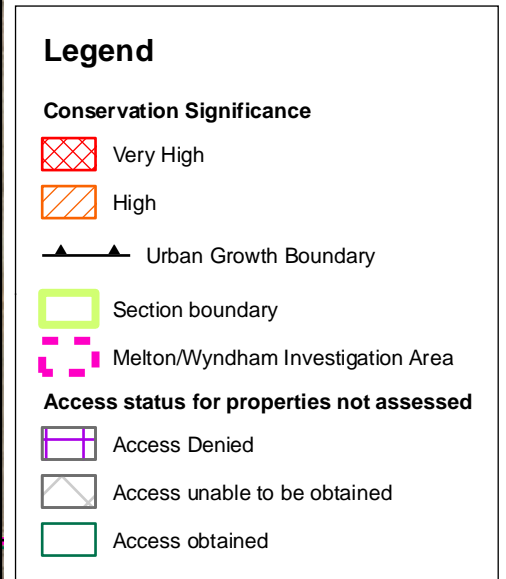 Legend
Conservation Significance
Very High
High
Urban Growth Boundary
Section boundary
Melton/Wyndham Investigation Area
Access status for properties not assessed
Access Denied
Access unable to be obtained
Access obtained